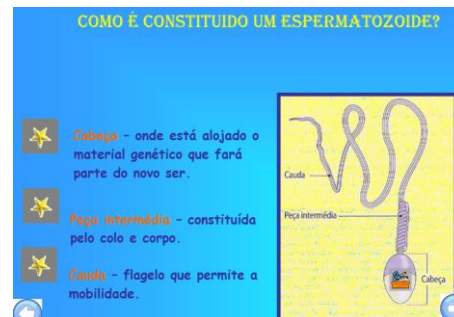 COMO É CONSTITUIDO UM ESPERMATOZOIDE?
Cabeça – onde está alojado o
material genético que fará
parte do novo ser.
Peça intermédia – constituída
pelo colo e corpo.
Cauda – flagelo que permite a
mobilidade.
Cauda
Peça intermédia
Cabeça